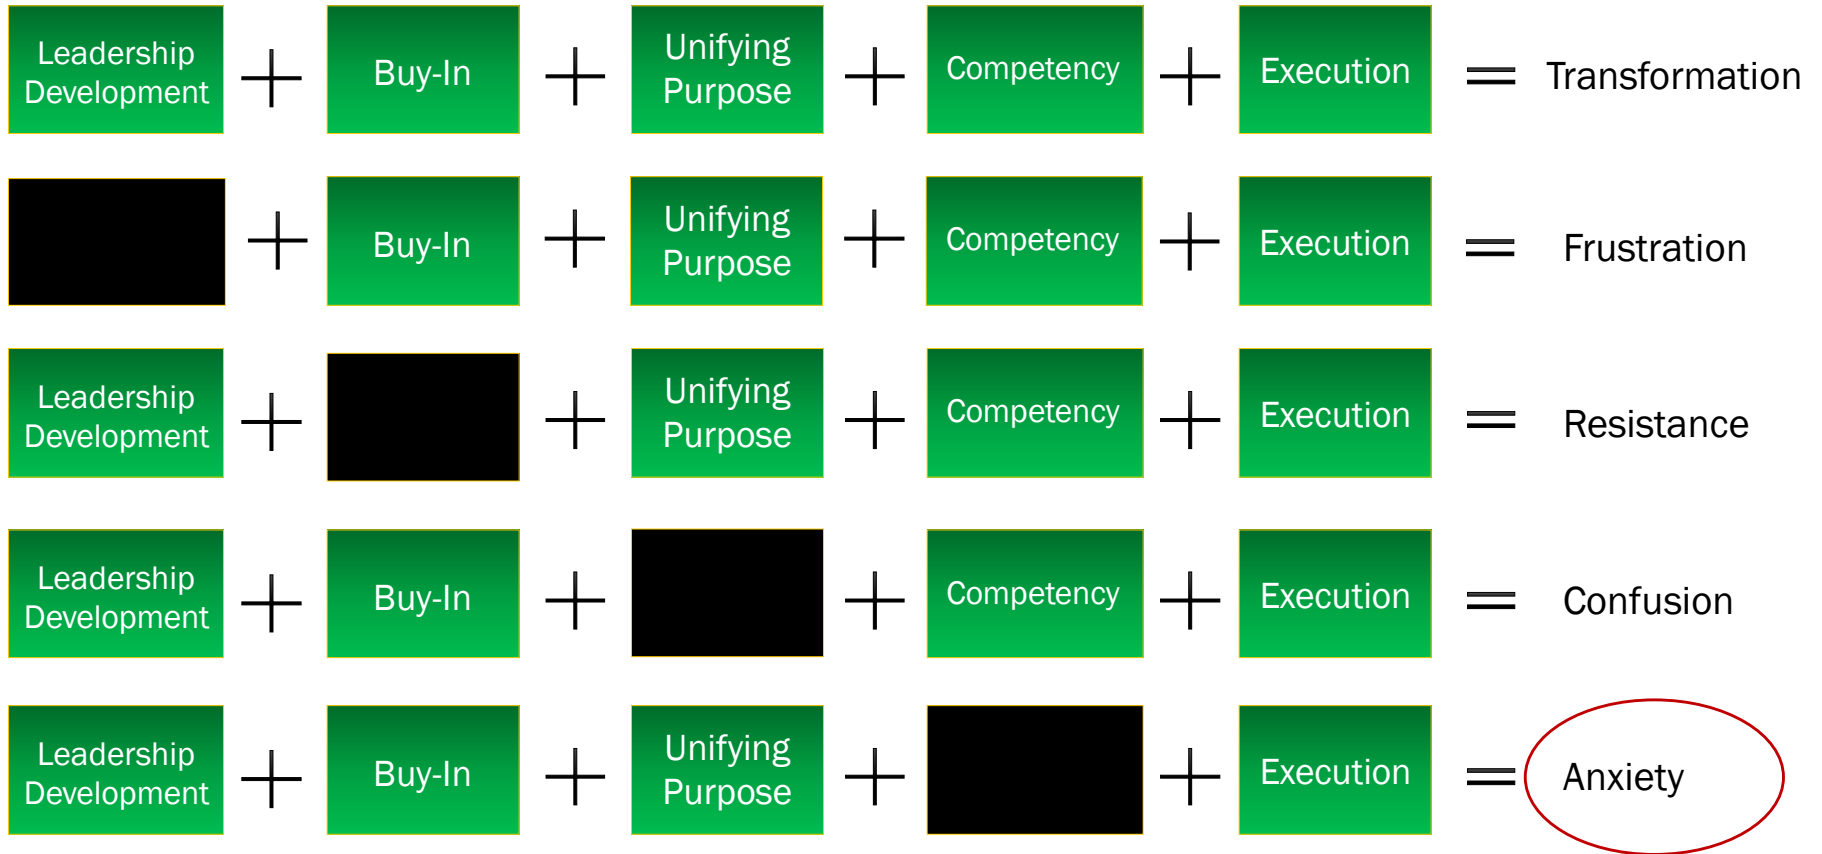 Leadership
Development + Buy-In + Unifying
Purpose + Competency + Execution = Transformation
+ Buy-In + Unifying
Purpose + Competency + Execution = Frustration
Leadership
Development + + Unifying
Purpose + Competency + Execution = Resistance
Leadership
Development + Buy-In + + Competency + Execution = Confusion
Leadership
Development + Buy-In + Unifying
Purpose + + Execution = Anxiety